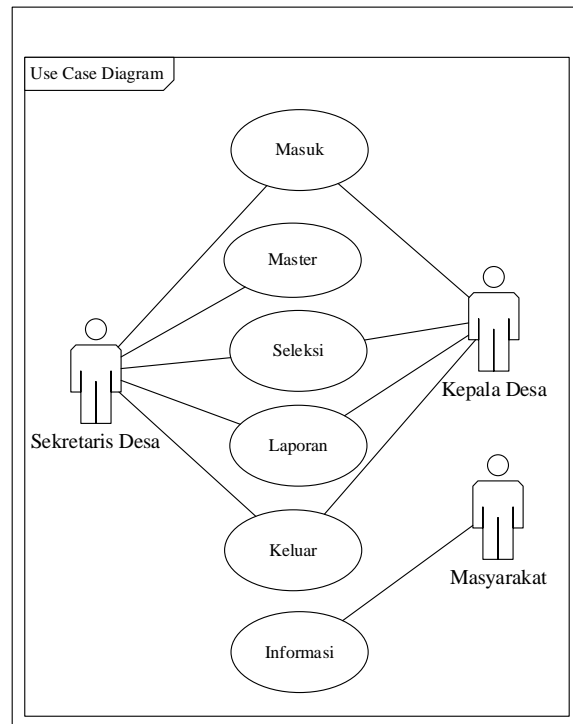 Use Case Diagram
Masuk
Master
Seleksi
Kepala Desa
Sekretaris Desa
Laporan
Keluar
Masyarakat
Informasi